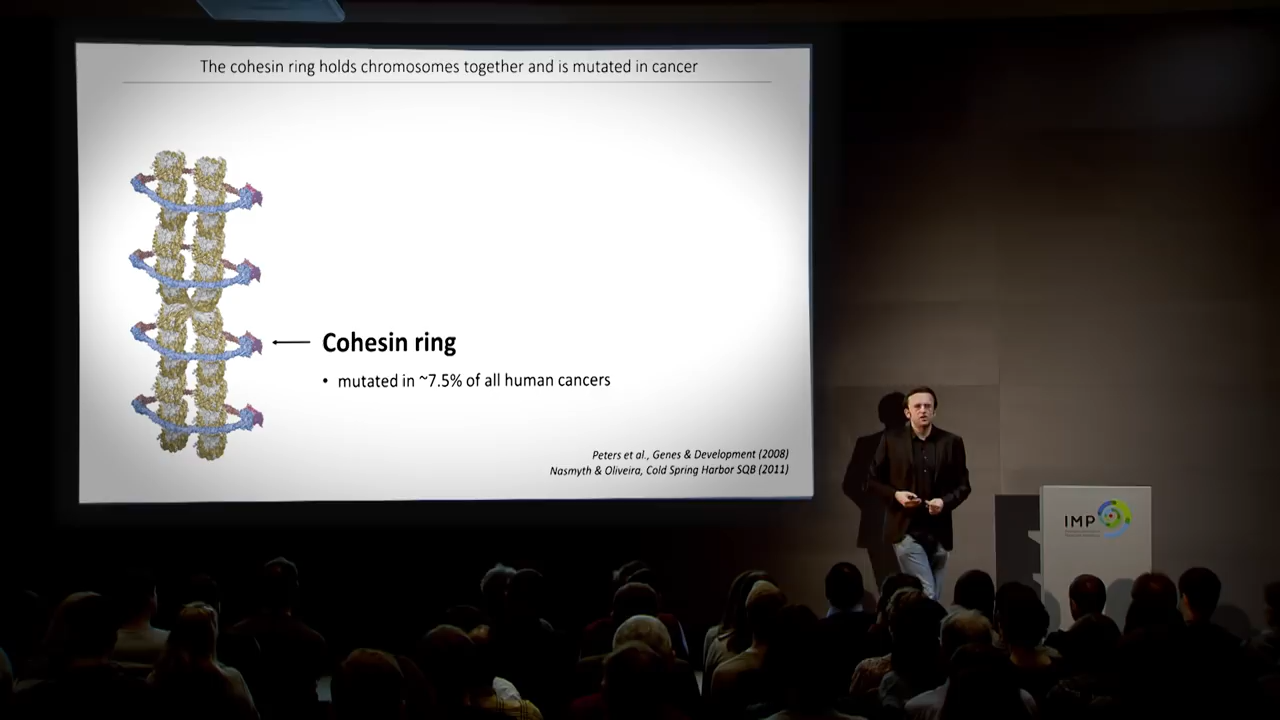 The cohesin ring holds chromosomes together and is mutated in cancer
Cohesin ring
• mutated in ~7.5% of all human cancers
Peters et al., Genes & Development (2008)
Nasmyth & Oliveira, Cold Spring Harbor SQB (2011)
IMP